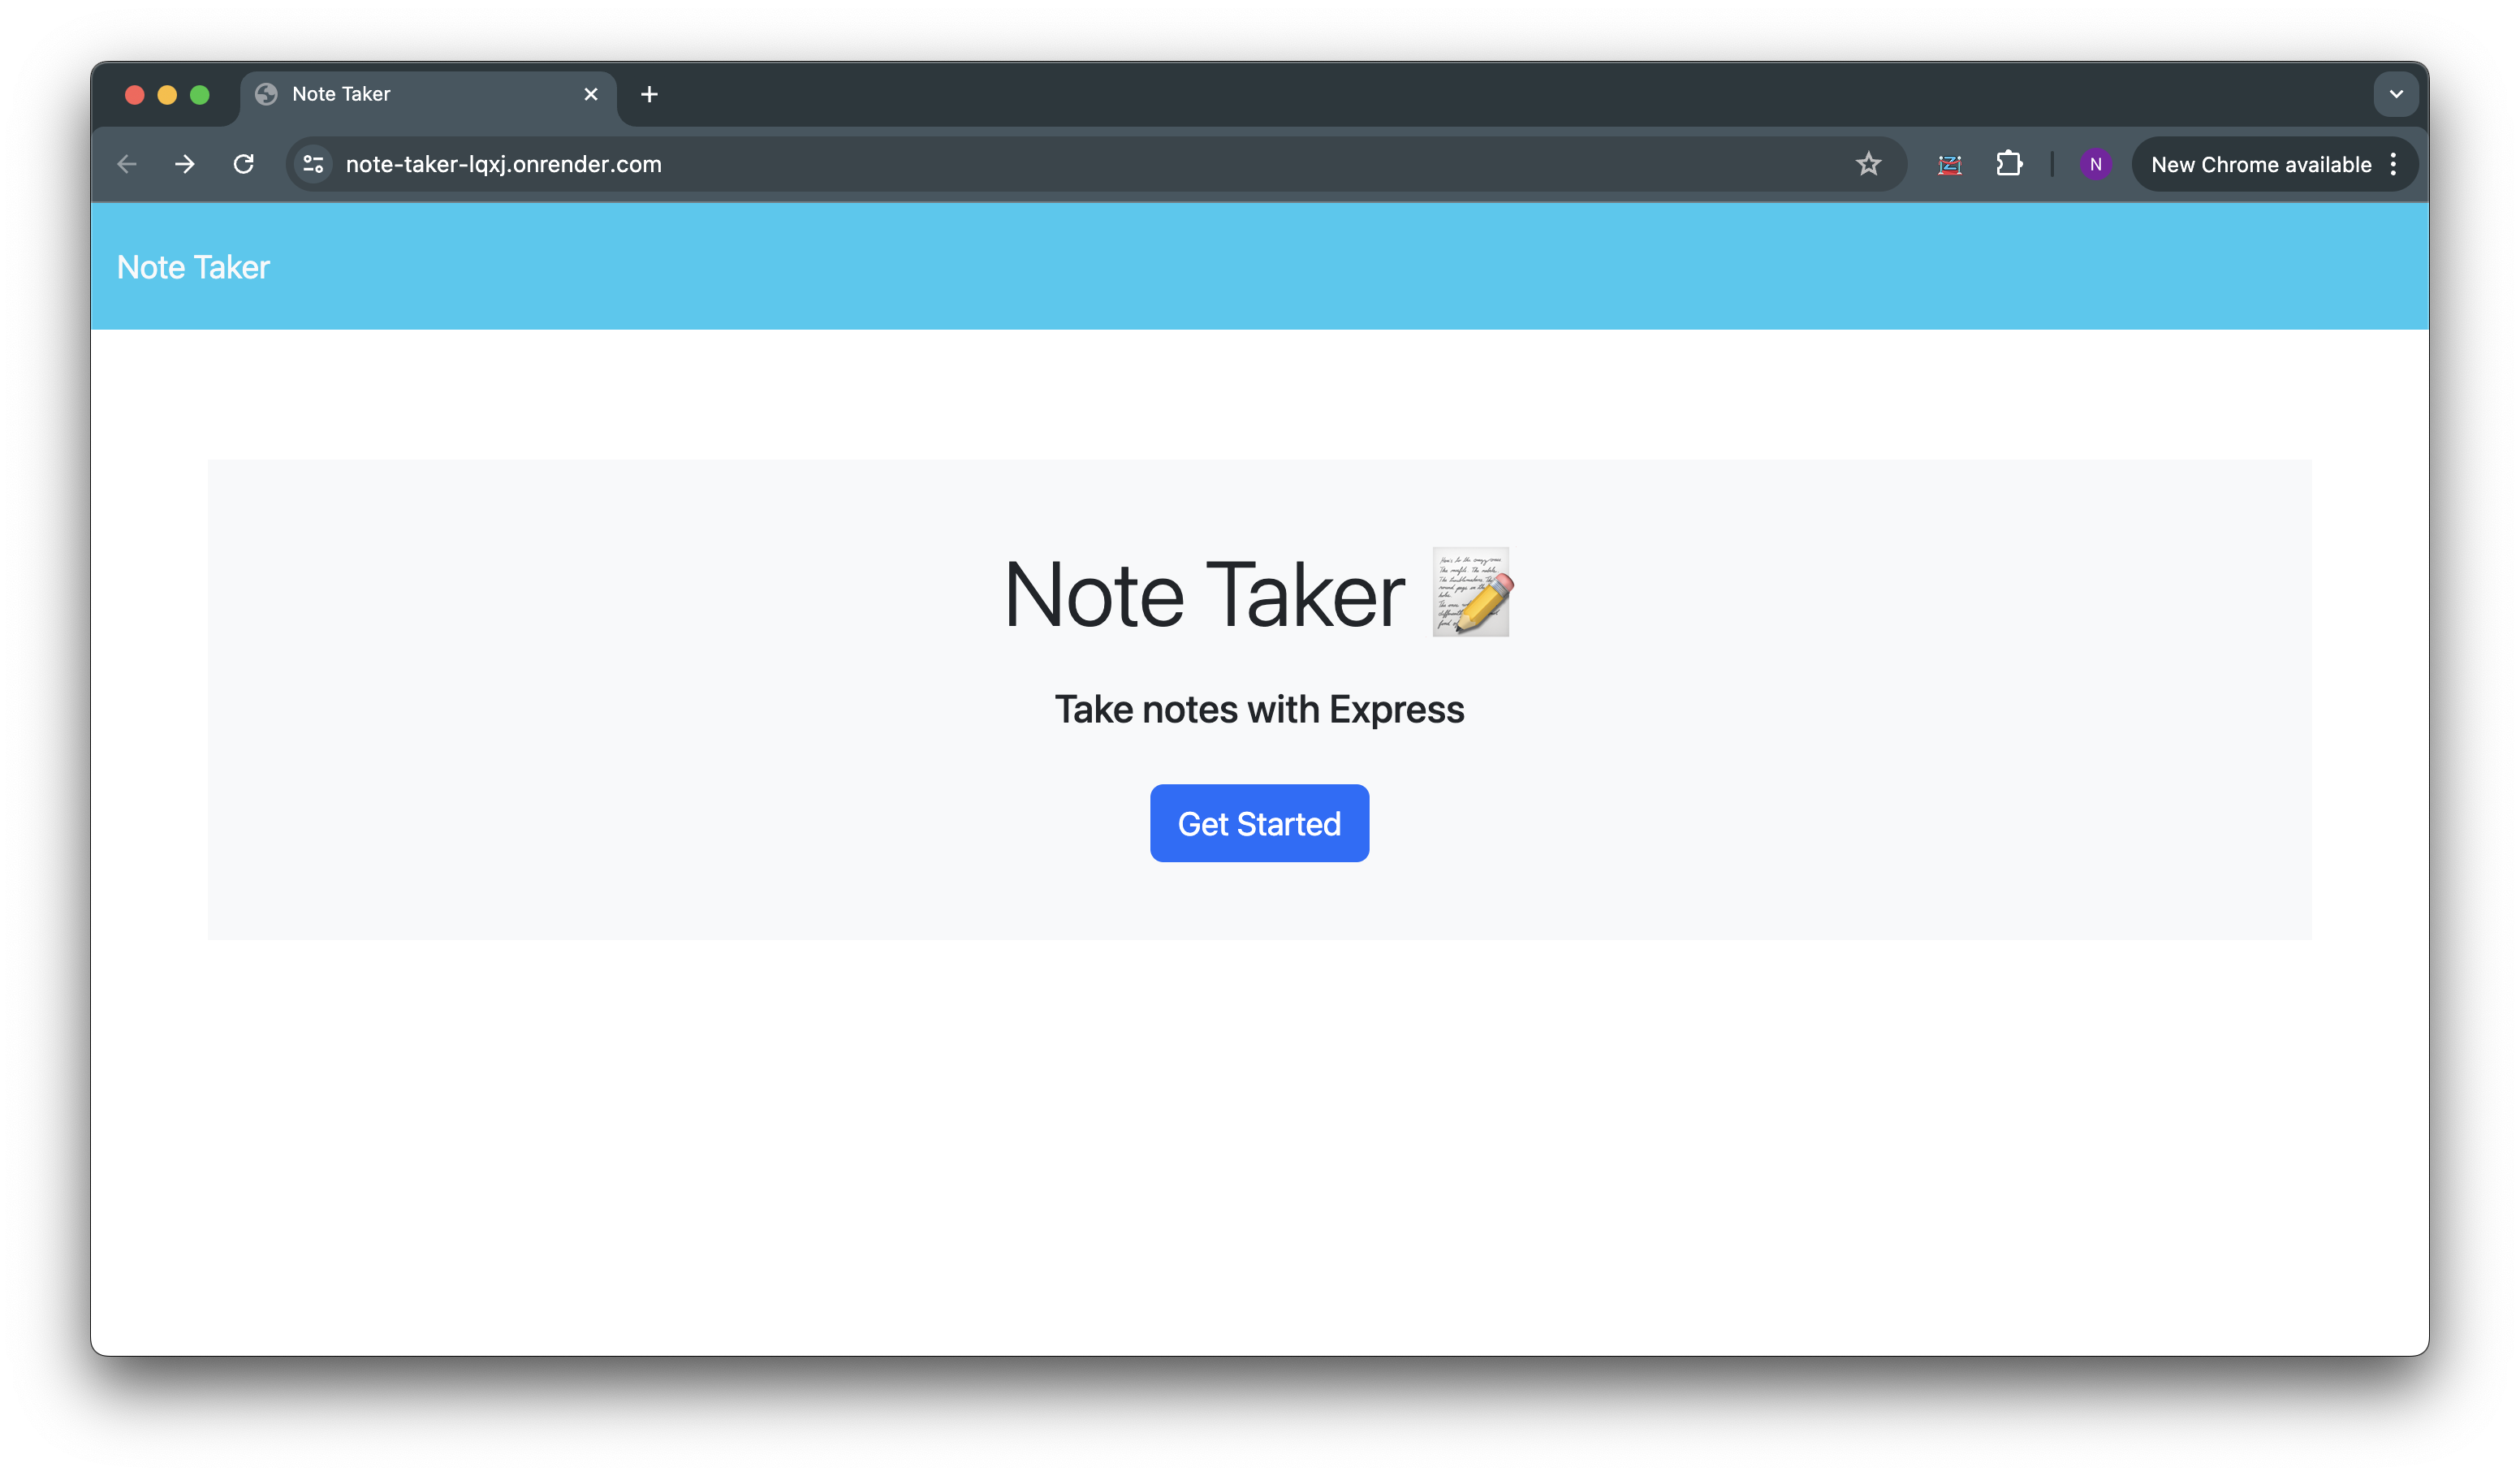 Note Taker
note-taker-lqxj.onrender.com
N
New Chrome available
Note Taker
Note Taker 📝
Take notes with Express
Get Started